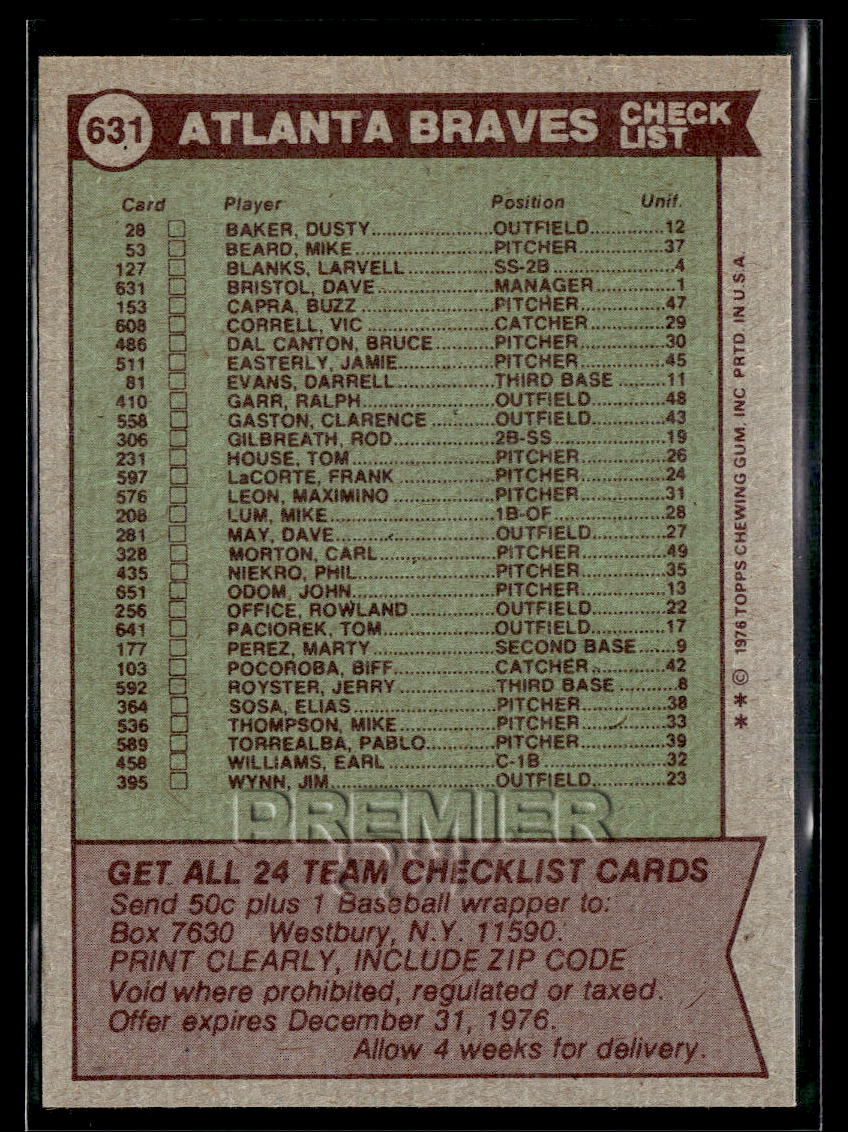 631 ATLANTA BRAVES CHECK LIST
Card Player Position Unif.
28 BAKER, DUSTY OUTFIELD 12
53 BEARD, MIKE PITCHER 37
127 BLANKS, LARVELL SS-2B 4
631 BRISTOL, DAVE MANAGER 1
153 CAPRA, BUZZ PITCHER 47
608 CORRELL, VIC CATCHER 29
486 DAL CANTON, BRUCE PITCHER 30
511 EASTERLY, JAMIE PITCHER 45
81 EVANS, DARRELL THIRD BASE 11
410 GARR, RALPH OUTFIELD 48
558 GASTON, CLARENCE OUTFIELD 43
306 GILBREATH, ROD 2B-SS 19
231 HOUSE, TOM PITCHER 26
597 LaCORTE, FRANK PITCHER 24
576 LEON, MAXIMINO PITCHER 31
208 LUM, MIKE 1B-OF 28
281 MAY, DAVE OUTFIELD 27
328 MORTON, CARL PITCHER 49
435 NIEKRO, PHIL PITCHER 35
651 ODOM, JOHN PITCHER 13
256 OFFICE, ROWLAND OUTFIELD 22
641 PACIOREK, TOM OUTFIELD 17
177 PEREZ, MARTY SECOND BASE 9
103 POCOROBA, BIFF CATCHER 42
592 ROYSTER, JERRY THIRD BASE 8
364 SOSA, ELIAS PITCHER 38
536 THOMPSON, MIKE PITCHER 33
589 TORREALBA, PABLO PITCHER 39
458 WILLIAMS, EARL C-1B 32
395 WYNN, JIM OUTFIELD 23
PREMIER
GET ALL 24 TEAM CHECKLIST CARDS
Send 50c plus 1 Baseball wrapper to:
Box 7630 Westbury, N.Y. 11590.
PRINT CLEARLY, INCLUDE ZIP CODE
Void where prohibited, regulated or taxed.
Offer expires December 31, 1976.
Allow 4 weeks for delivery.
** © 1976 TOPPS CHEWING GUM, INC. PRTD. IN U.S.A.